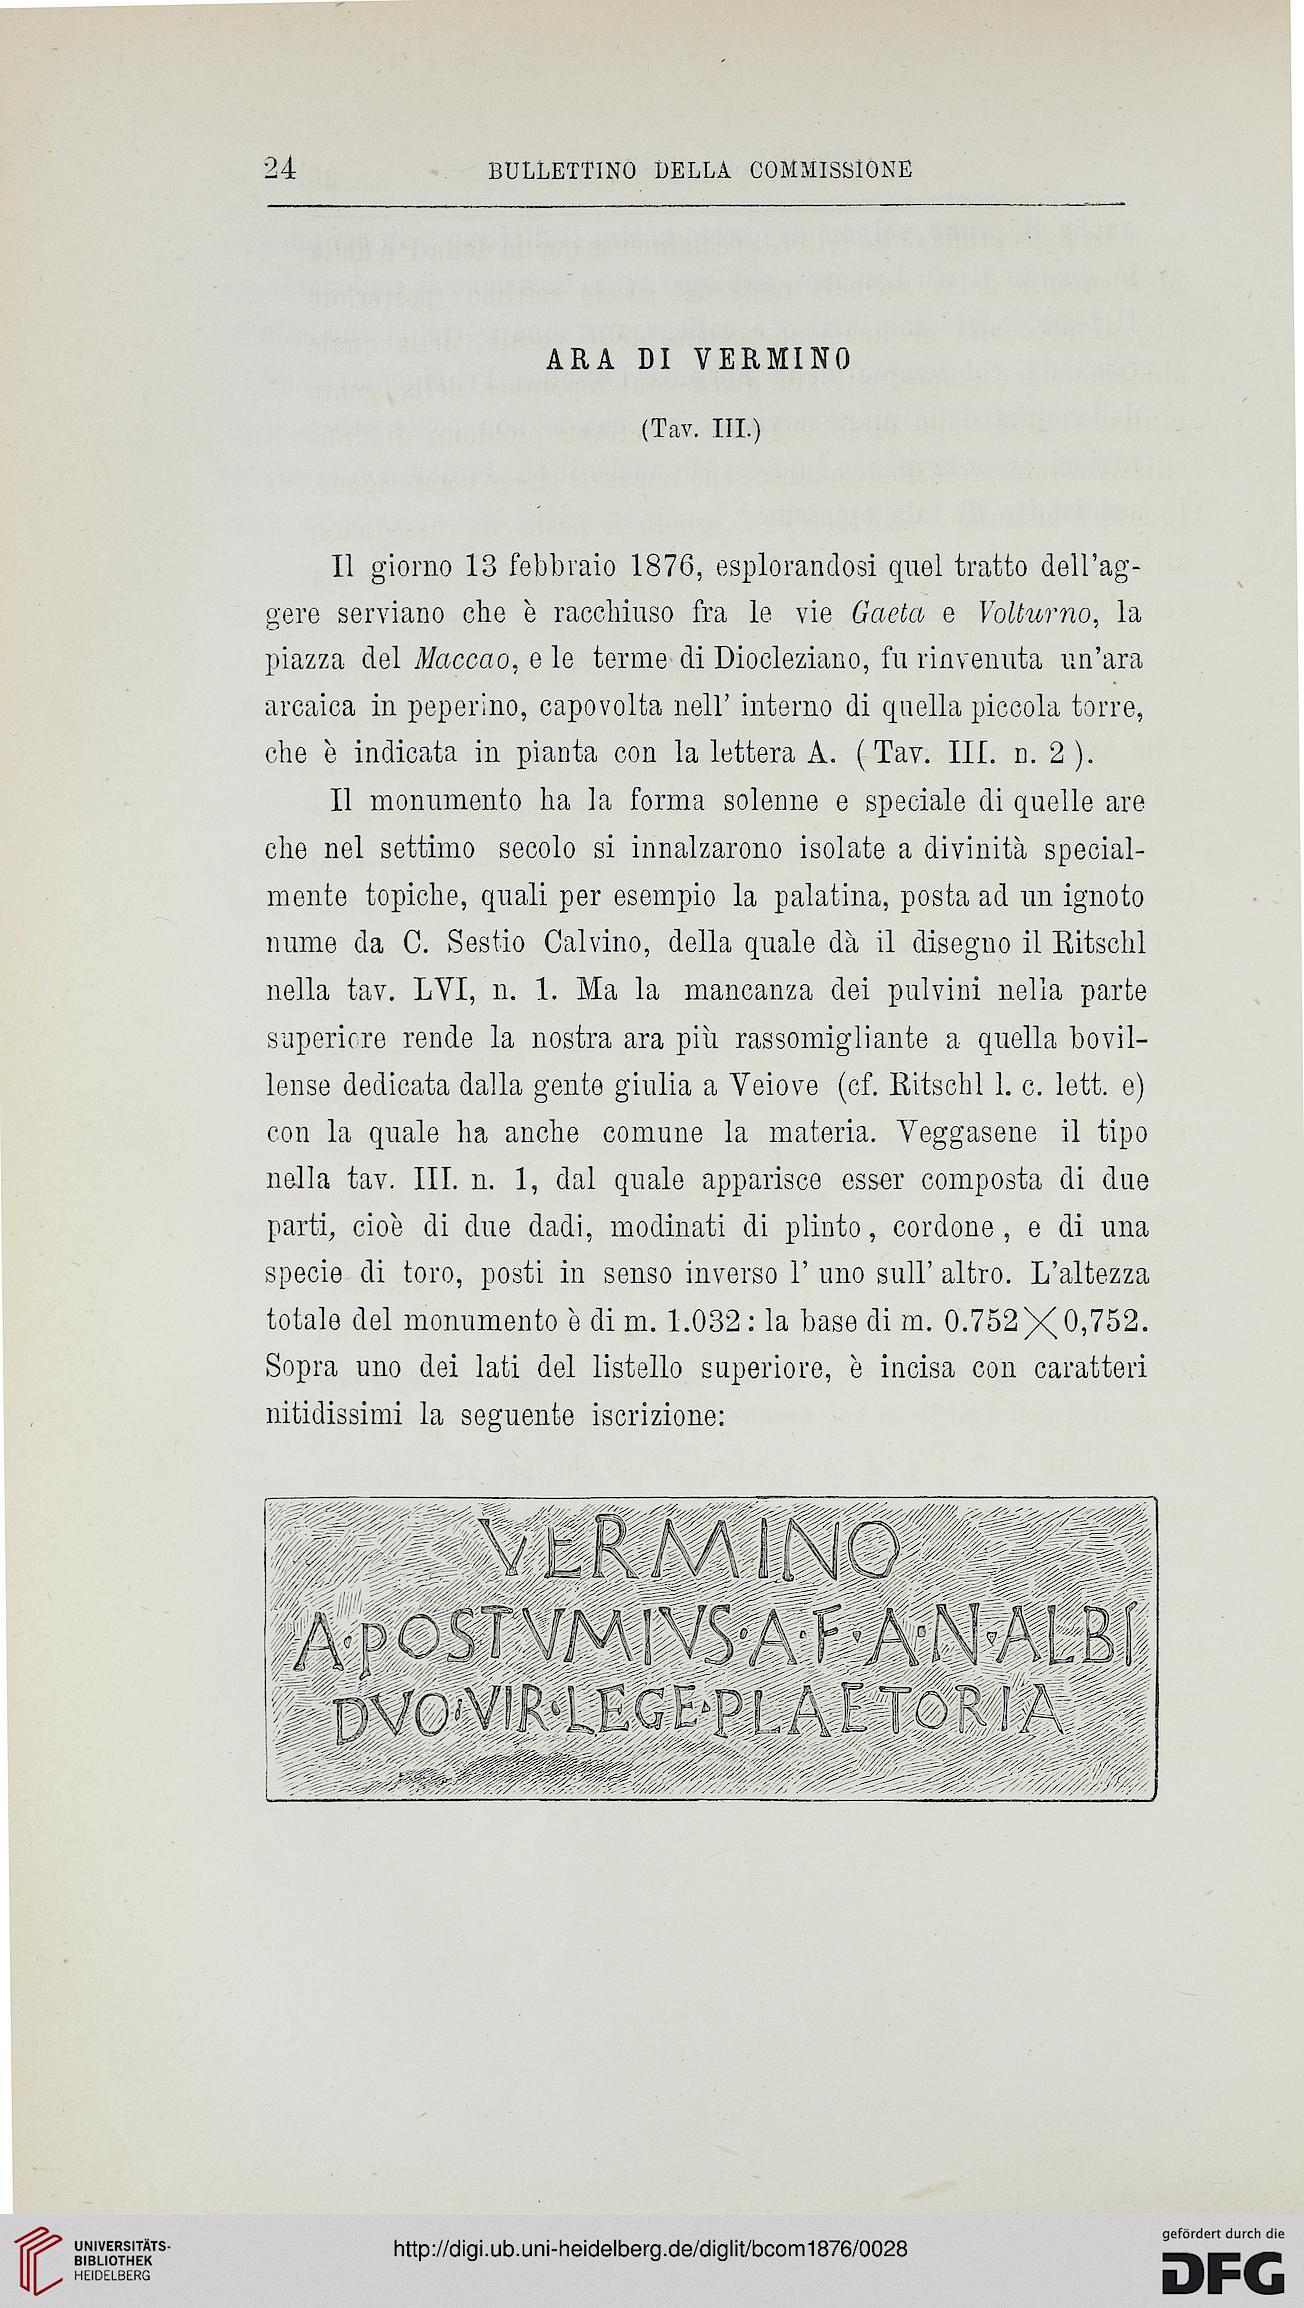 24 BULLETTINO DELLA COMMISSIONE
ARA DI VERMINO
(Tav. III.)
Il giorno 13 febbraio 1876, esplorandosi quel tratto dell'ag-
gere serviano che è racchiuso fra le vie Gaeta e Volturno, la
piazza del Maccao, e le terme di Diocleziano, fu rinvenuta un'ara
arcaica in peperino, capovolta nell' interno di quella piccola torre,
che è indicata in pianta con la lettera A. (Tav. III. n. 2).
Il monumento ha la forma solenne e speciale di quelle are
che nel settimo secolo si innalzarono isolate a divinità special-
mente topiche, quali per esempio la palatina, posta ad un ignoto
nume da C. Sestio Calvino, della quale dà il disegno il Ritschl
nella tav. LVI, n. 1. Ma la mancanza dei pulvini nella parte
superiore rende la nostra ara più rassomigliante a quella bovil-
lense dedicata dalla gente giulia a Veiove (cf. Ritschl l. c. lett. e)
con la quale ha anche comune la materia. Veggasene il tipo
nella tav. III. n. 1, dal quale apparisce esser composta di due
parti, cioè di due dadi, modinati di plinto, cordone, e di una
specie di toro, posti in senso inverso l' uno sull' altro. L'altezza
totale del monumento è di m. 1.032: la base di m. 0.752×0,752.
Sopra uno dei lati del listello superiore, è incisa con caratteri
nitidissimi la seguente iscrizione:
VERMINO
A·POSTVMIVS·A·F·A·N·ALBI
DVO·VIR·LEGE·PLAETORIA
UNIVERSITÄTS-
BIBLIOTHEK
HEIDELBERG
http://digi.ub.uni-heidelberg.de/diglit/bcom1876/0028
gefördert durch die
DFG